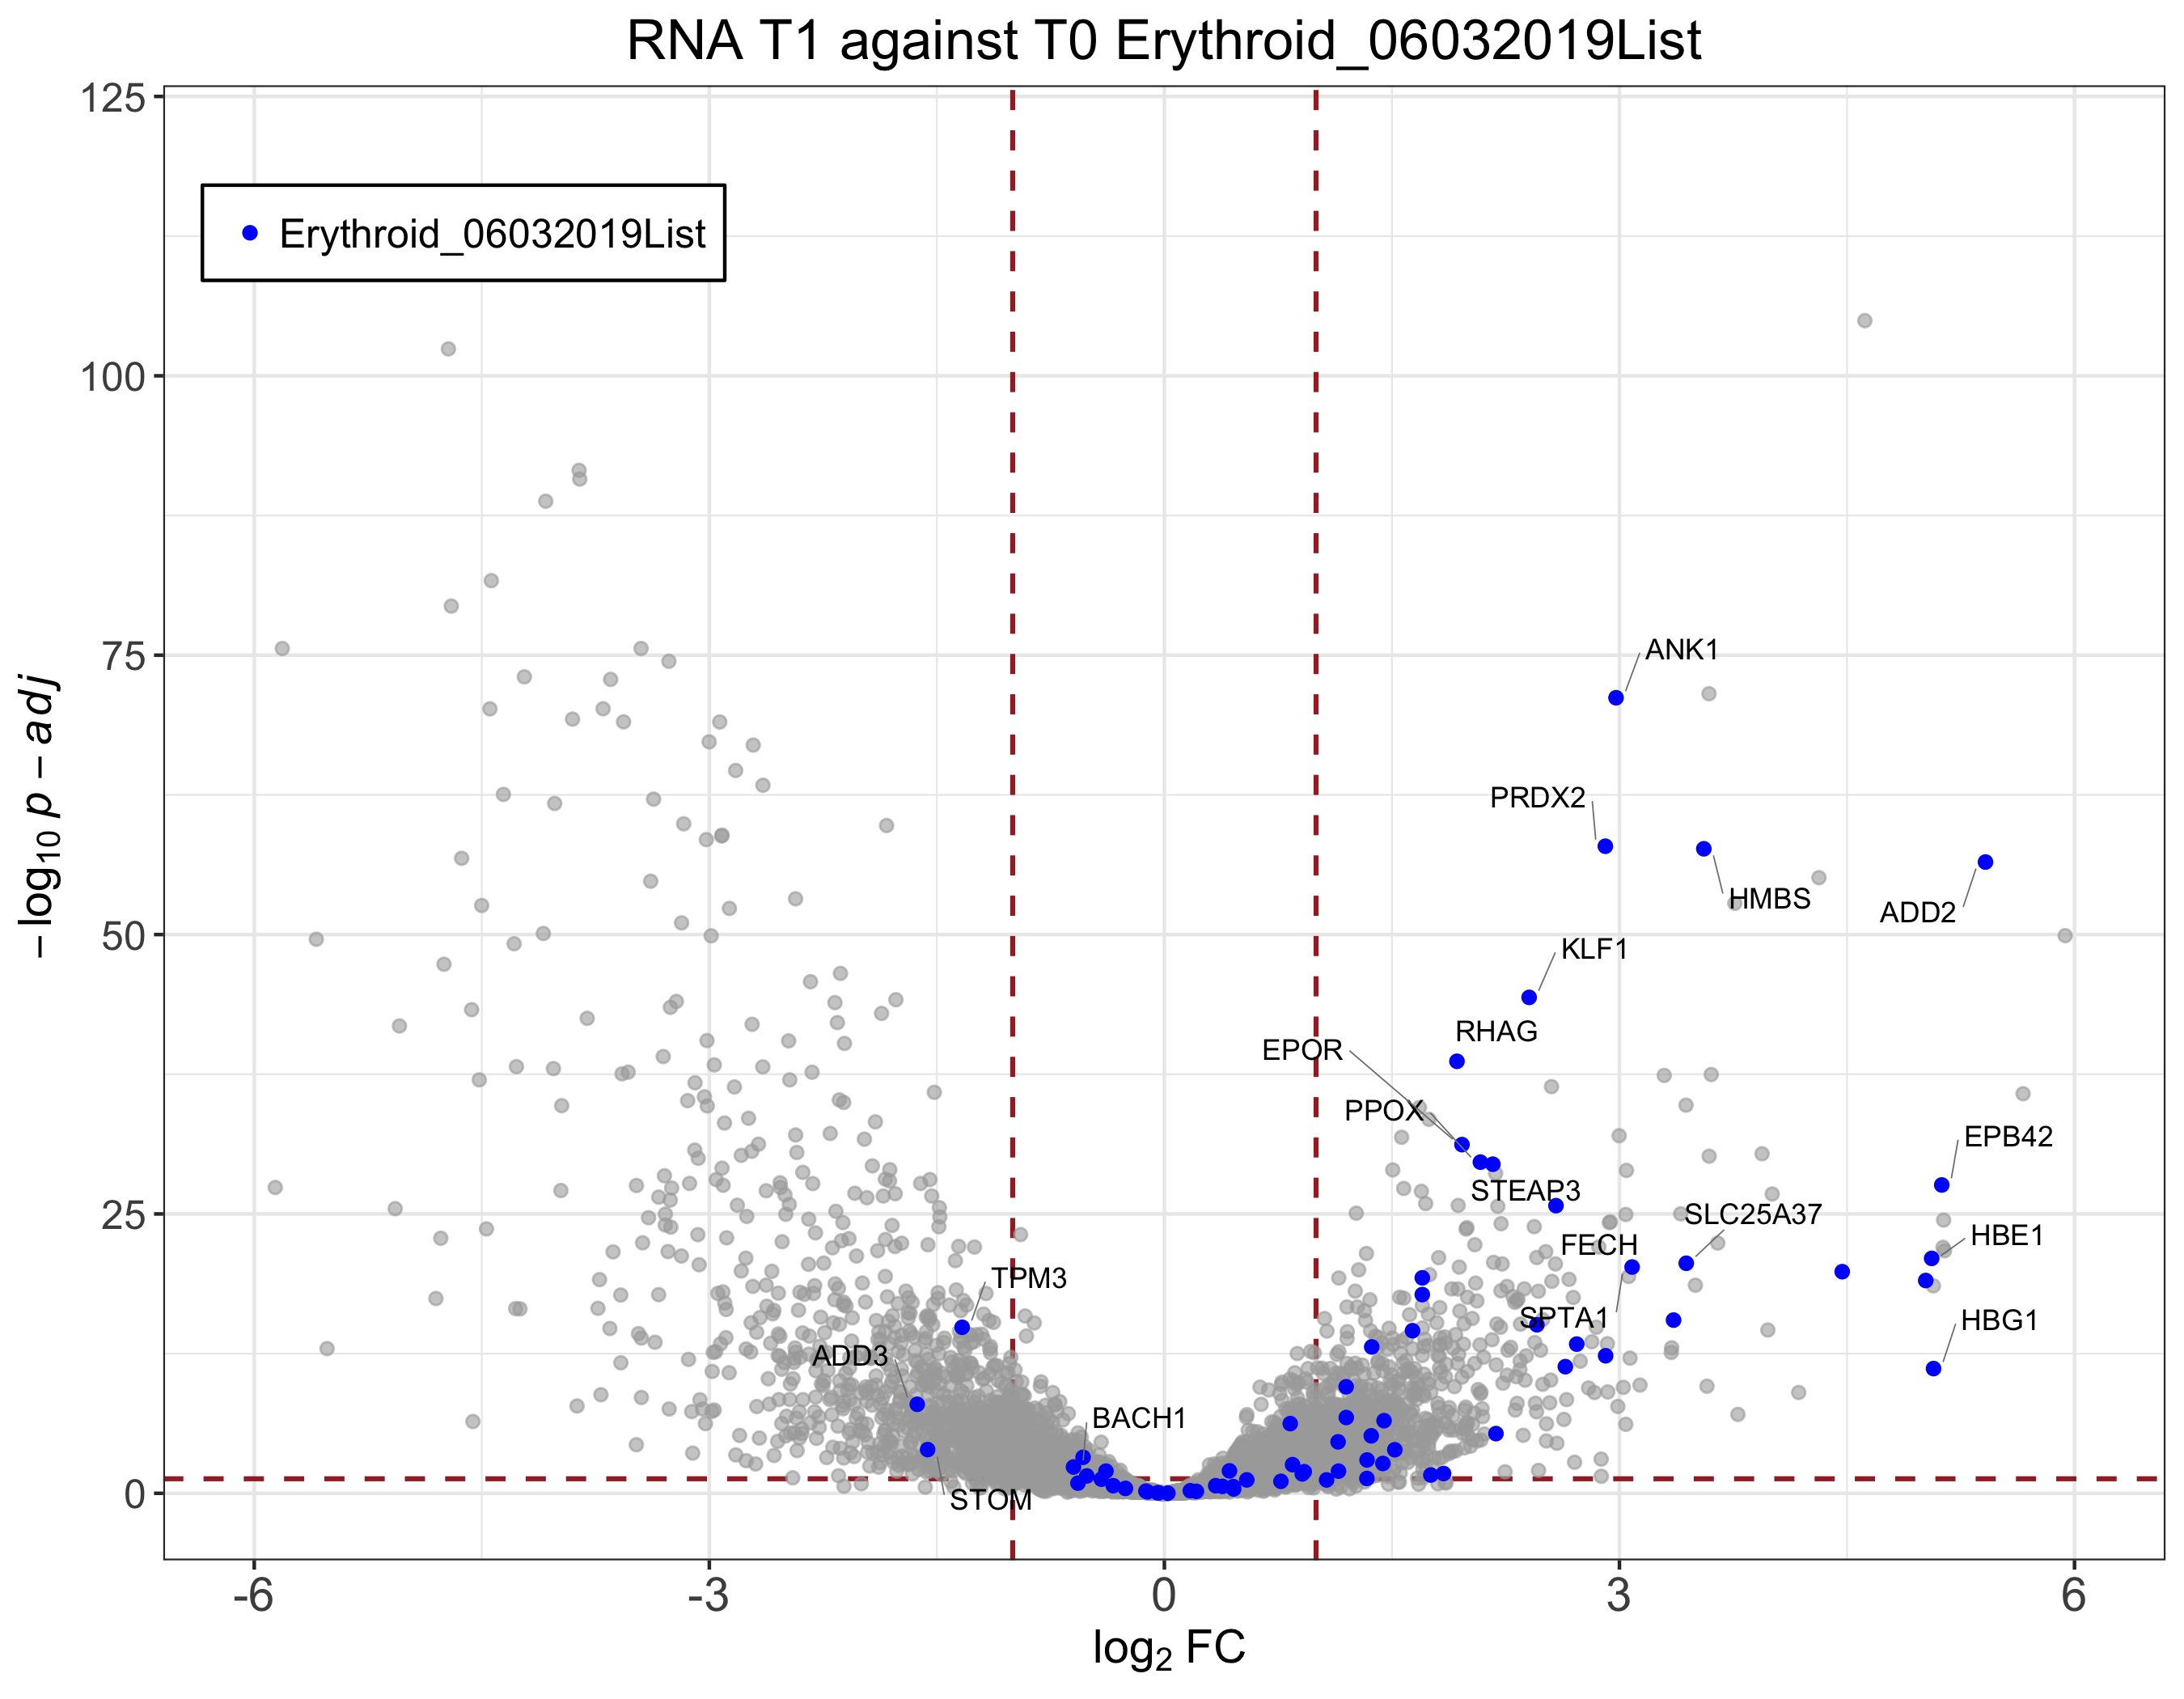 RNA T1 against T0 Erythroid_06032019List
125
100
75
50
25
0
−log10 p − adj
Erythroid_06032019List
ANK1
PRDX2
HMBS
ADD2
KLF1
RHAG
EPOR
PPOX
EPB42
STEAP3
SLC25A37
HBE1
FECH
TPM3
SPTA1
HBG1
ADD3
BACH1
STOM
-6
-3
0
3
6
log2 FC